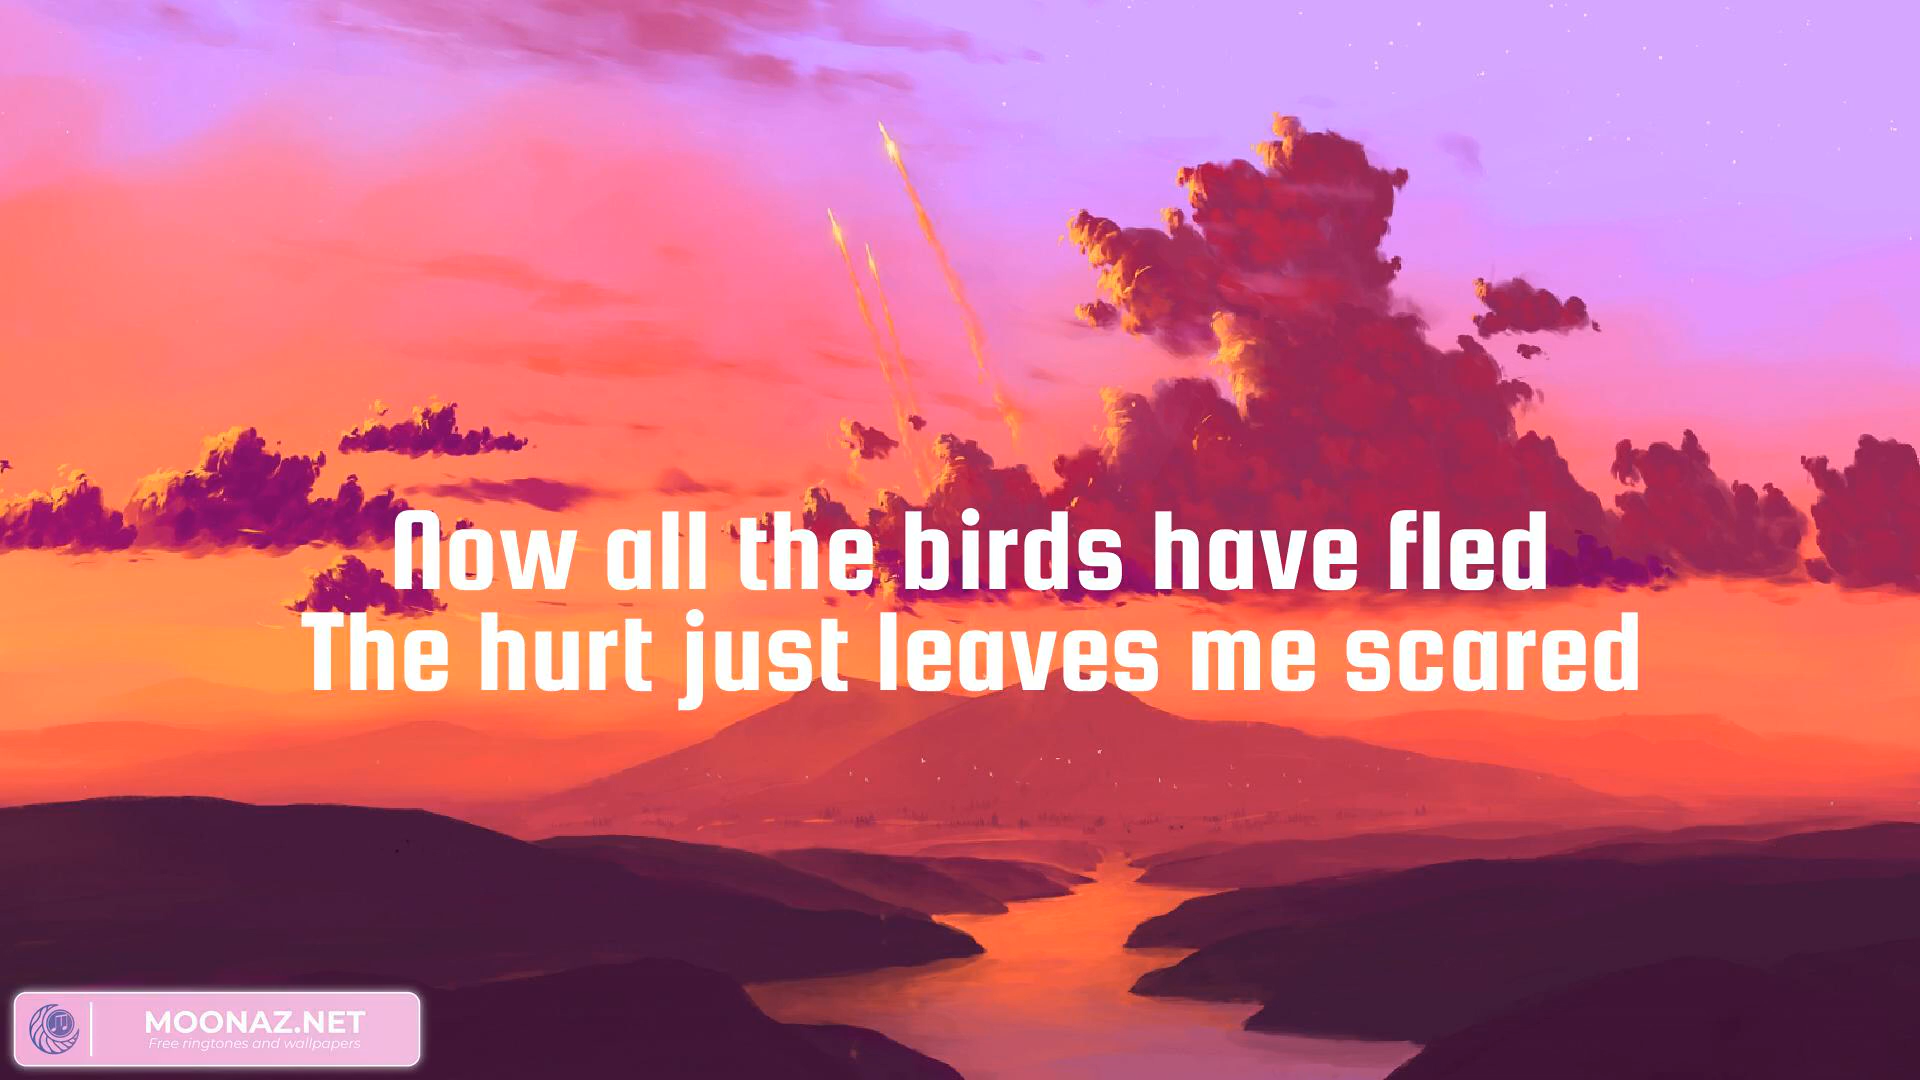 Now all the birds have fled
The hurt just leaves me scared
MOONAZ.NET
Free ringtones and wallpapers